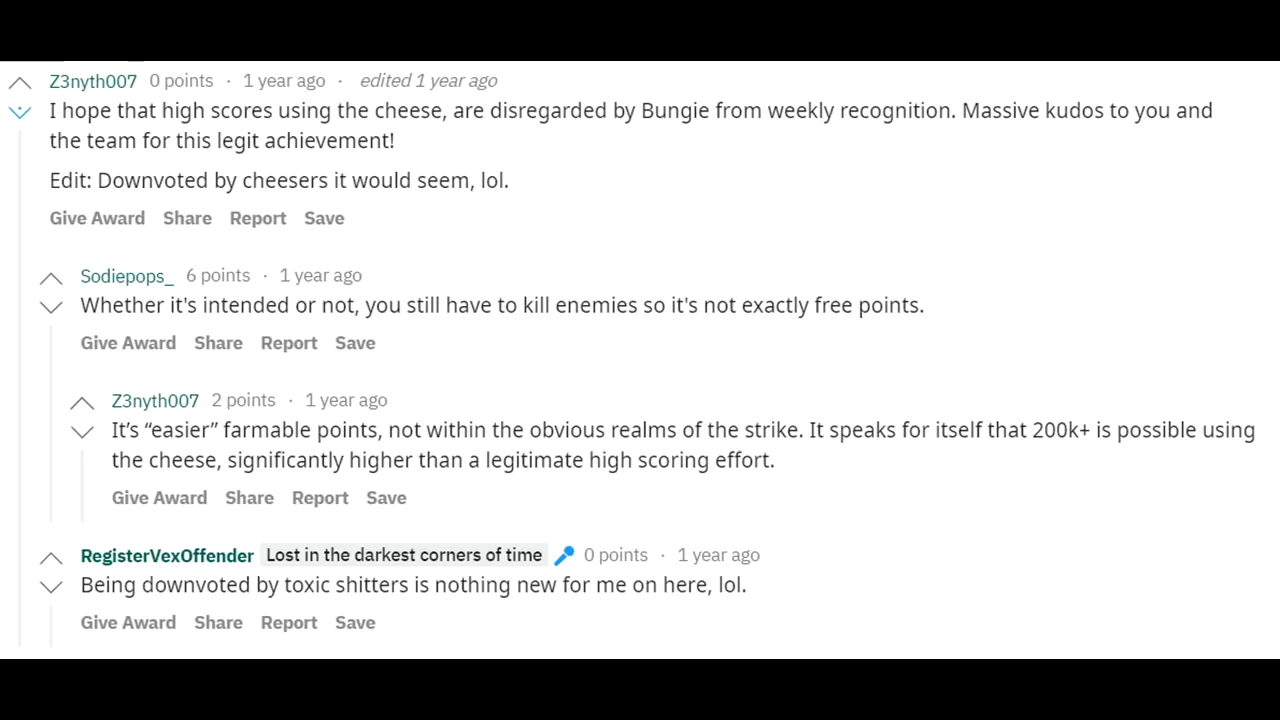 Z3nyth007 0 points · 1 year ago · edited 1 year ago
I hope that high scores using the cheese, are disregarded by Bungie from weekly recognition. Massive kudos to you and
the team for this legit achievement!
Edit: Downvoted by cheesers it would seem, lol.
Give Award Share Report Save
Sodiepops_ 6 points · 1 year ago
Whether it's intended or not, you still have to kill enemies so it's not exactly free points.
Give Award Share Report Save
Z3nyth007 2 points · 1 year ago
It’s “easier” farmable points, not within the obvious realms of the strike. It speaks for itself that 200k+ is possible using
the cheese, significantly higher than a legitimate high scoring effort.
Give Award Share Report Save
RegisterVexOffender Lost in the darkest corners of time 0 points · 1 year ago
Being downvoted by toxic shitters is nothing new for me on here, lol.
Give Award Share Report Save